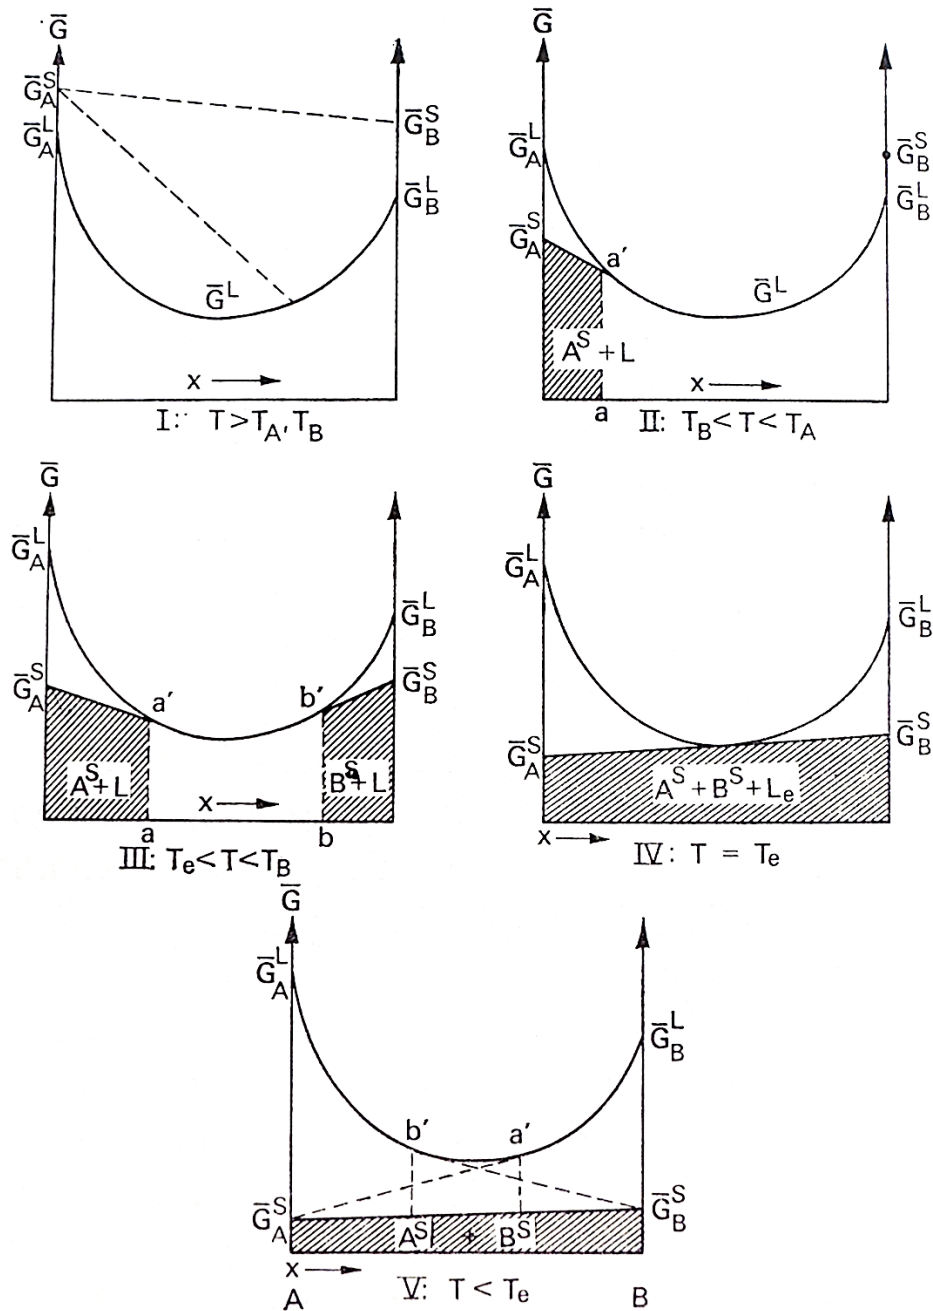 Ḡ
Ḡ_A^S
Ḡ_A^L
Ḡ_B^S
Ḡ_B^L
Ḡ^L
x
I: T > T_A, T_B
Ḡ
Ḡ_A^L
Ḡ_A^S
a′
Ḡ_B^S
Ḡ_B^L
Ḡ^L
A^S + L
x
a
II: T_B < T < T_A
Ḡ
Ḡ_A^L
Ḡ_A^S
a′
b′
Ḡ_B^L
Ḡ_B^S
A^S + L
B^S + L
x
a
b
III: T_e < T < T_B
Ḡ
Ḡ_A^L
Ḡ_B^L
Ḡ_A^S
Ḡ_B^S
A^S + B^S + L_e
x
IV: T = T_e
Ḡ
Ḡ_A^L
Ḡ_B^L
b′
a′
Ḡ_A^S
Ḡ_B^S
A^S + B^S
x
A
V: T < T_e
B